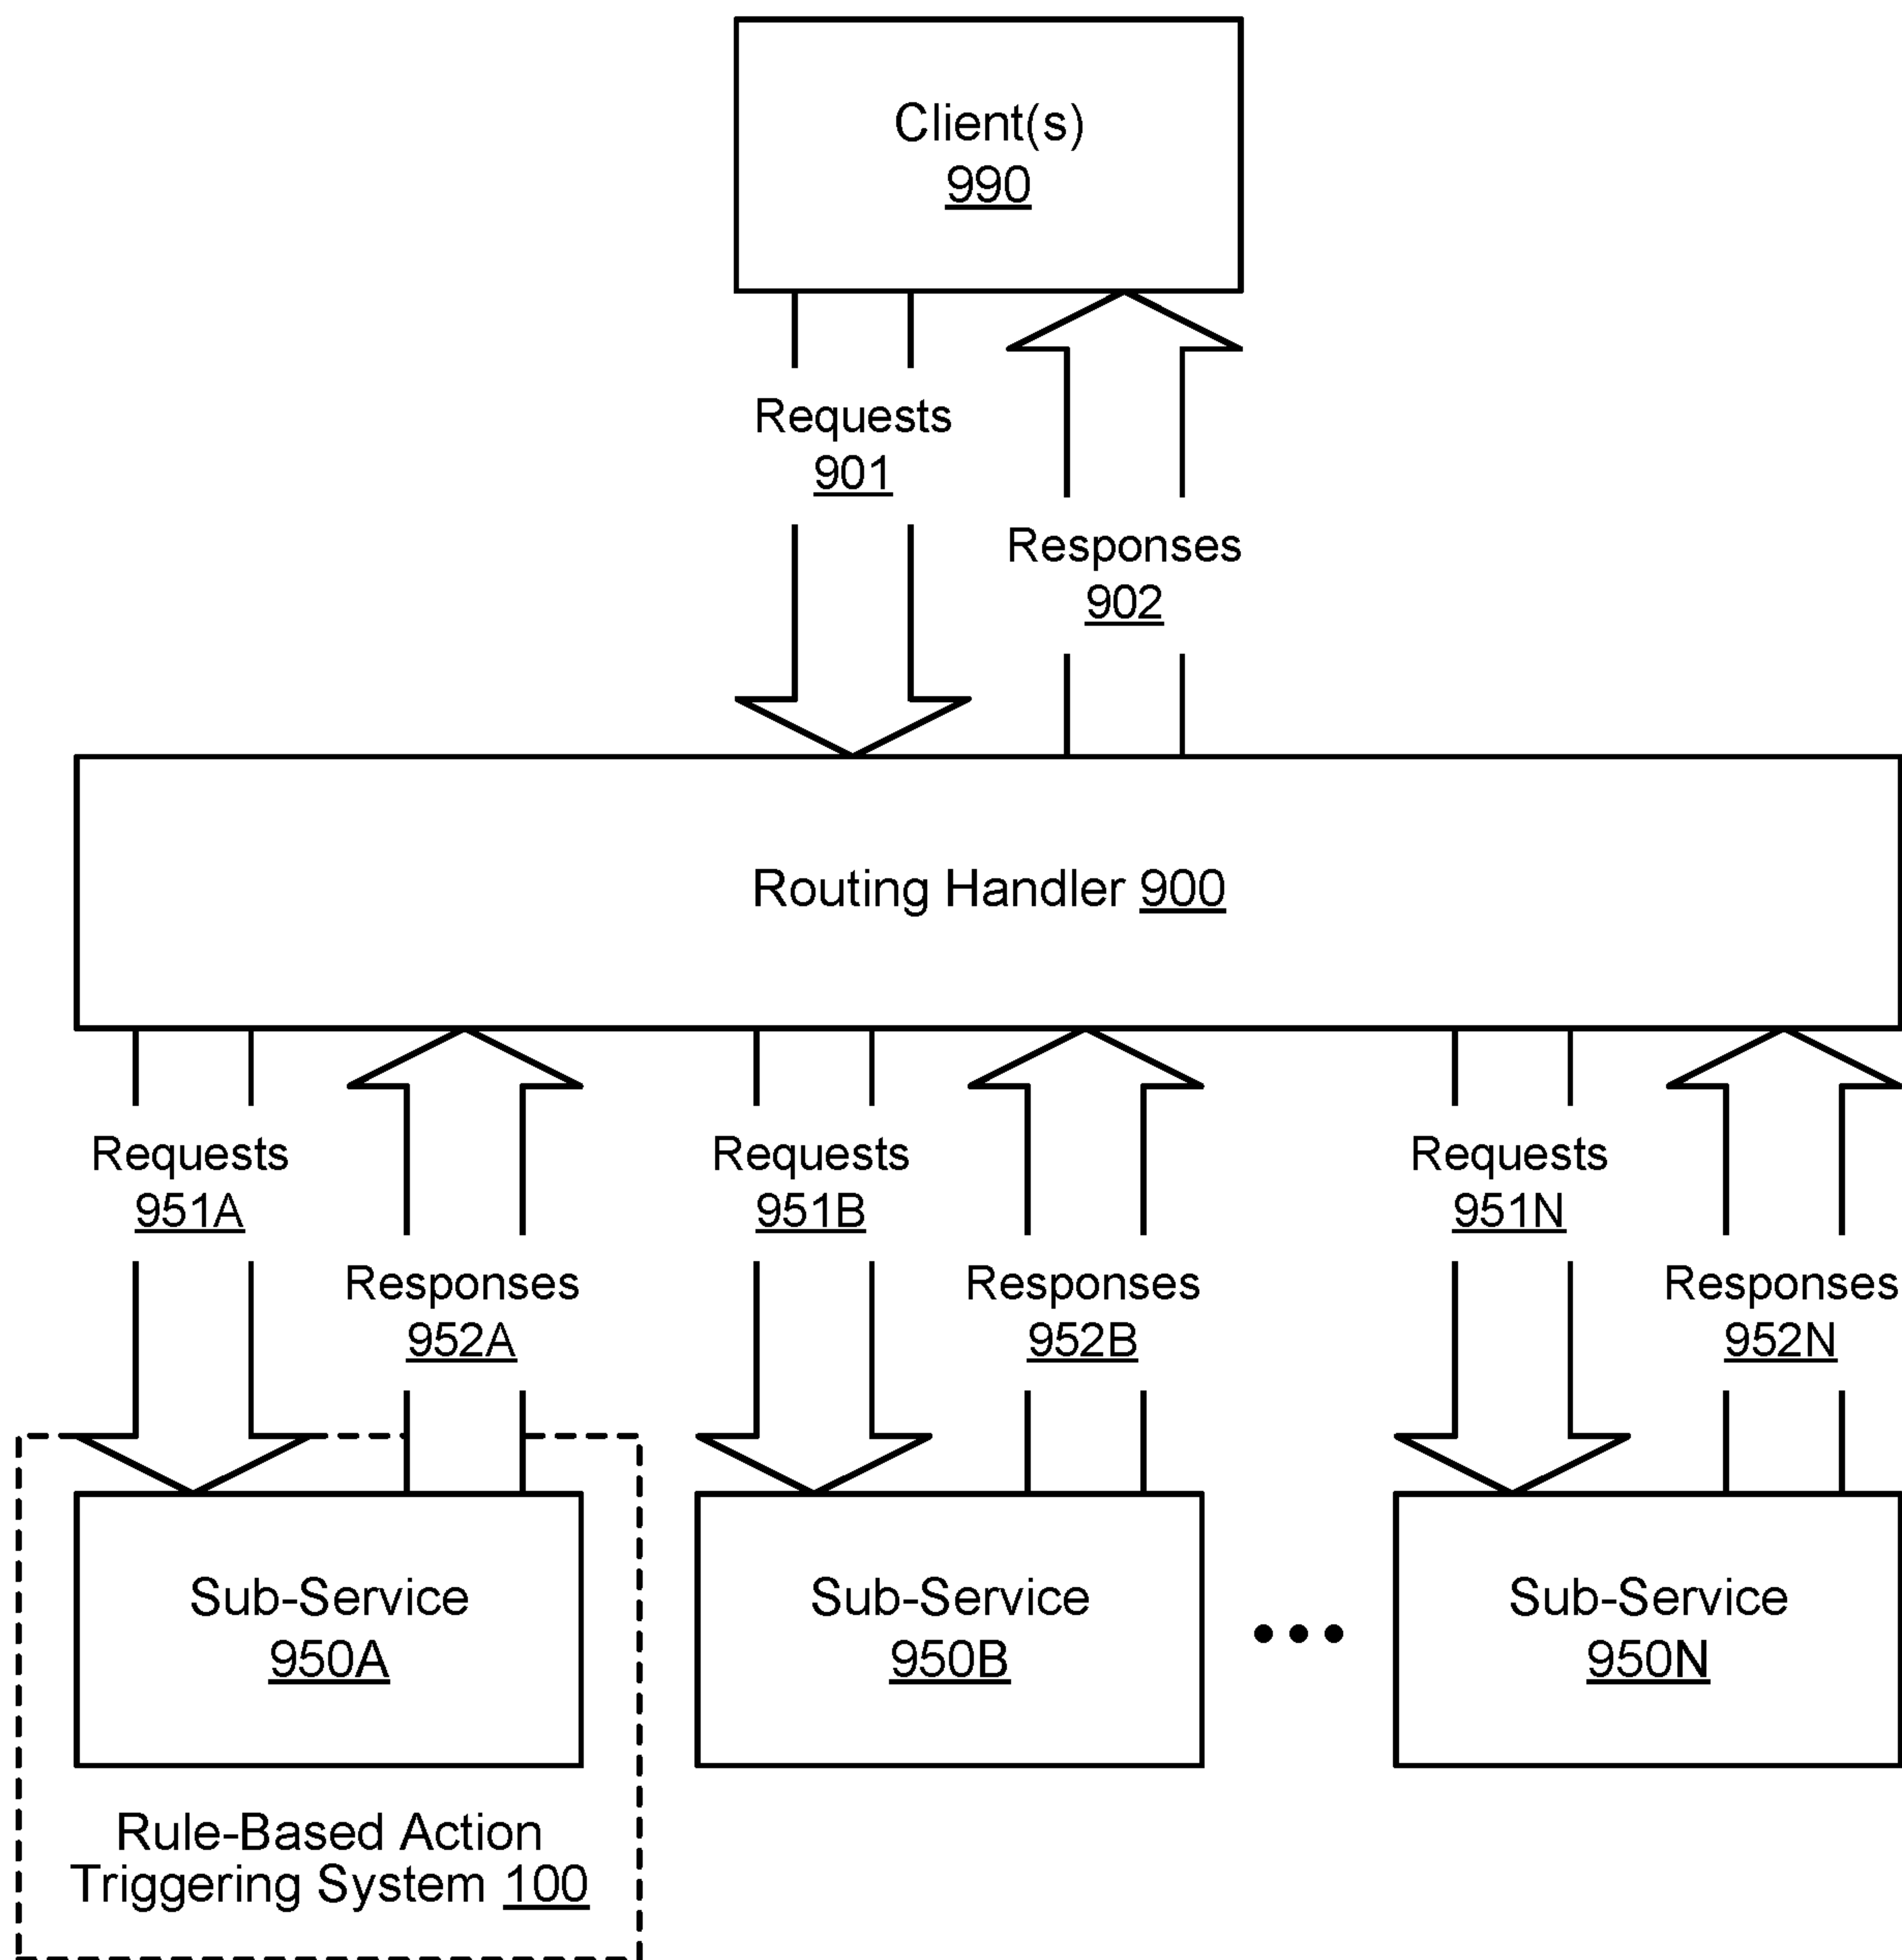 Client(s)
990
Requests
901
Responses
902
Routing Handler 900
Requests
951A
Responses
952A
Requests
951B
Responses
952B
Requests
951N
Responses
952N
Sub-Service
950A
Sub-Service
950B
Sub-Service
950N
Rule-Based Action
Triggering System 100